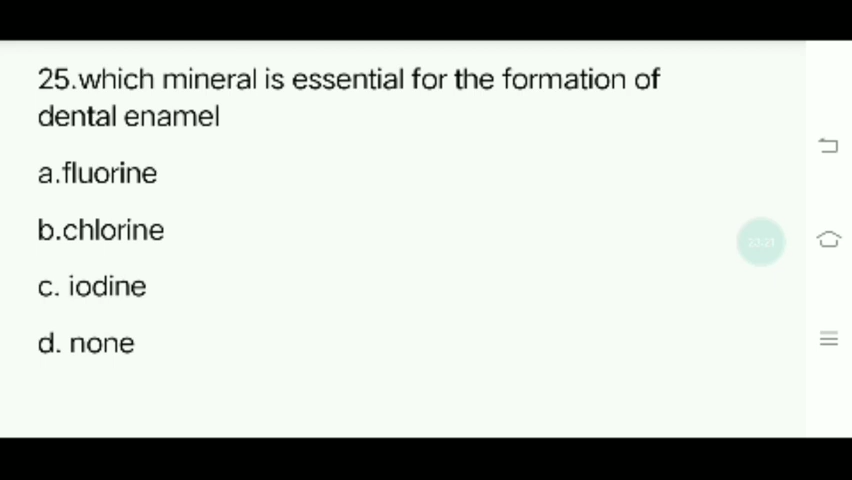 25.which mineral is essential for the formation of
dental enamel
a.fluorine
b.chlorine
c. iodine
d. none